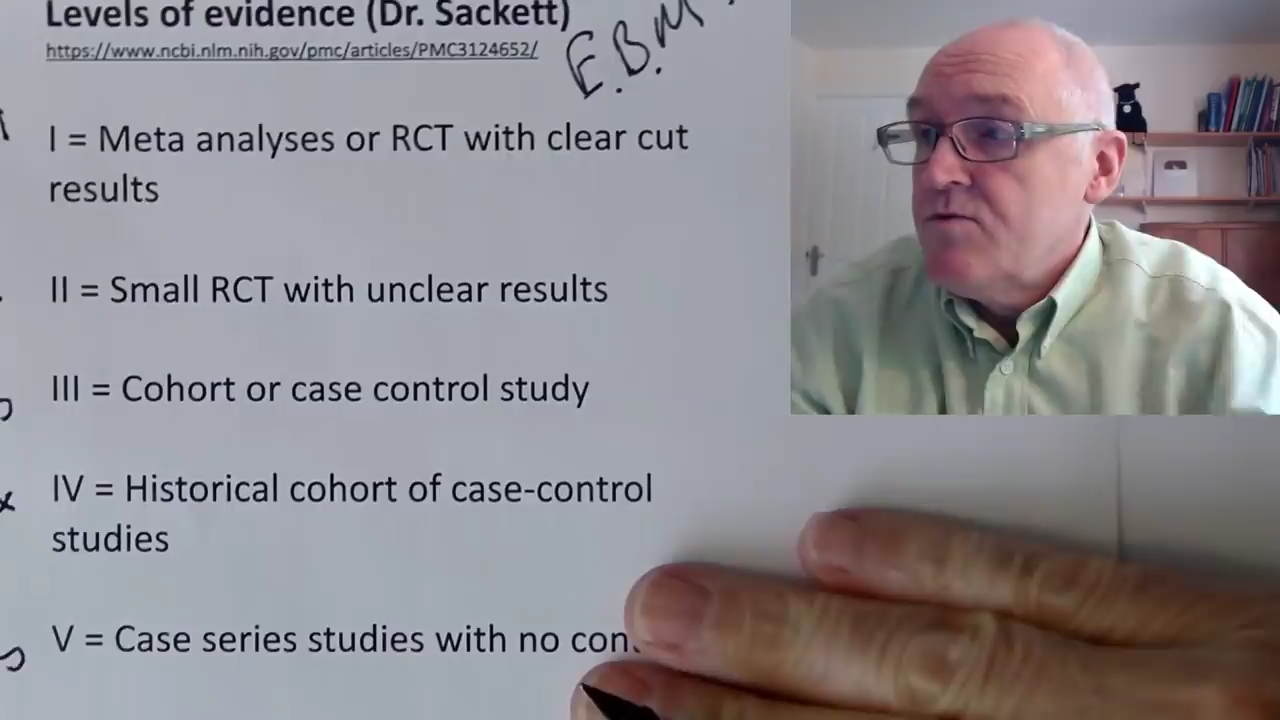 Levels of evidence (Dr. Sackett)
https://www.ncbi.nlm.nih.gov/pmc/articles/PMC3124652/
E.B.M
I = Meta analyses or RCT with clear cut
results
II = Small RCT with unclear results
III = Cohort or case control study
IV = Historical cohort of case-control
studies
V = Case series studies with no